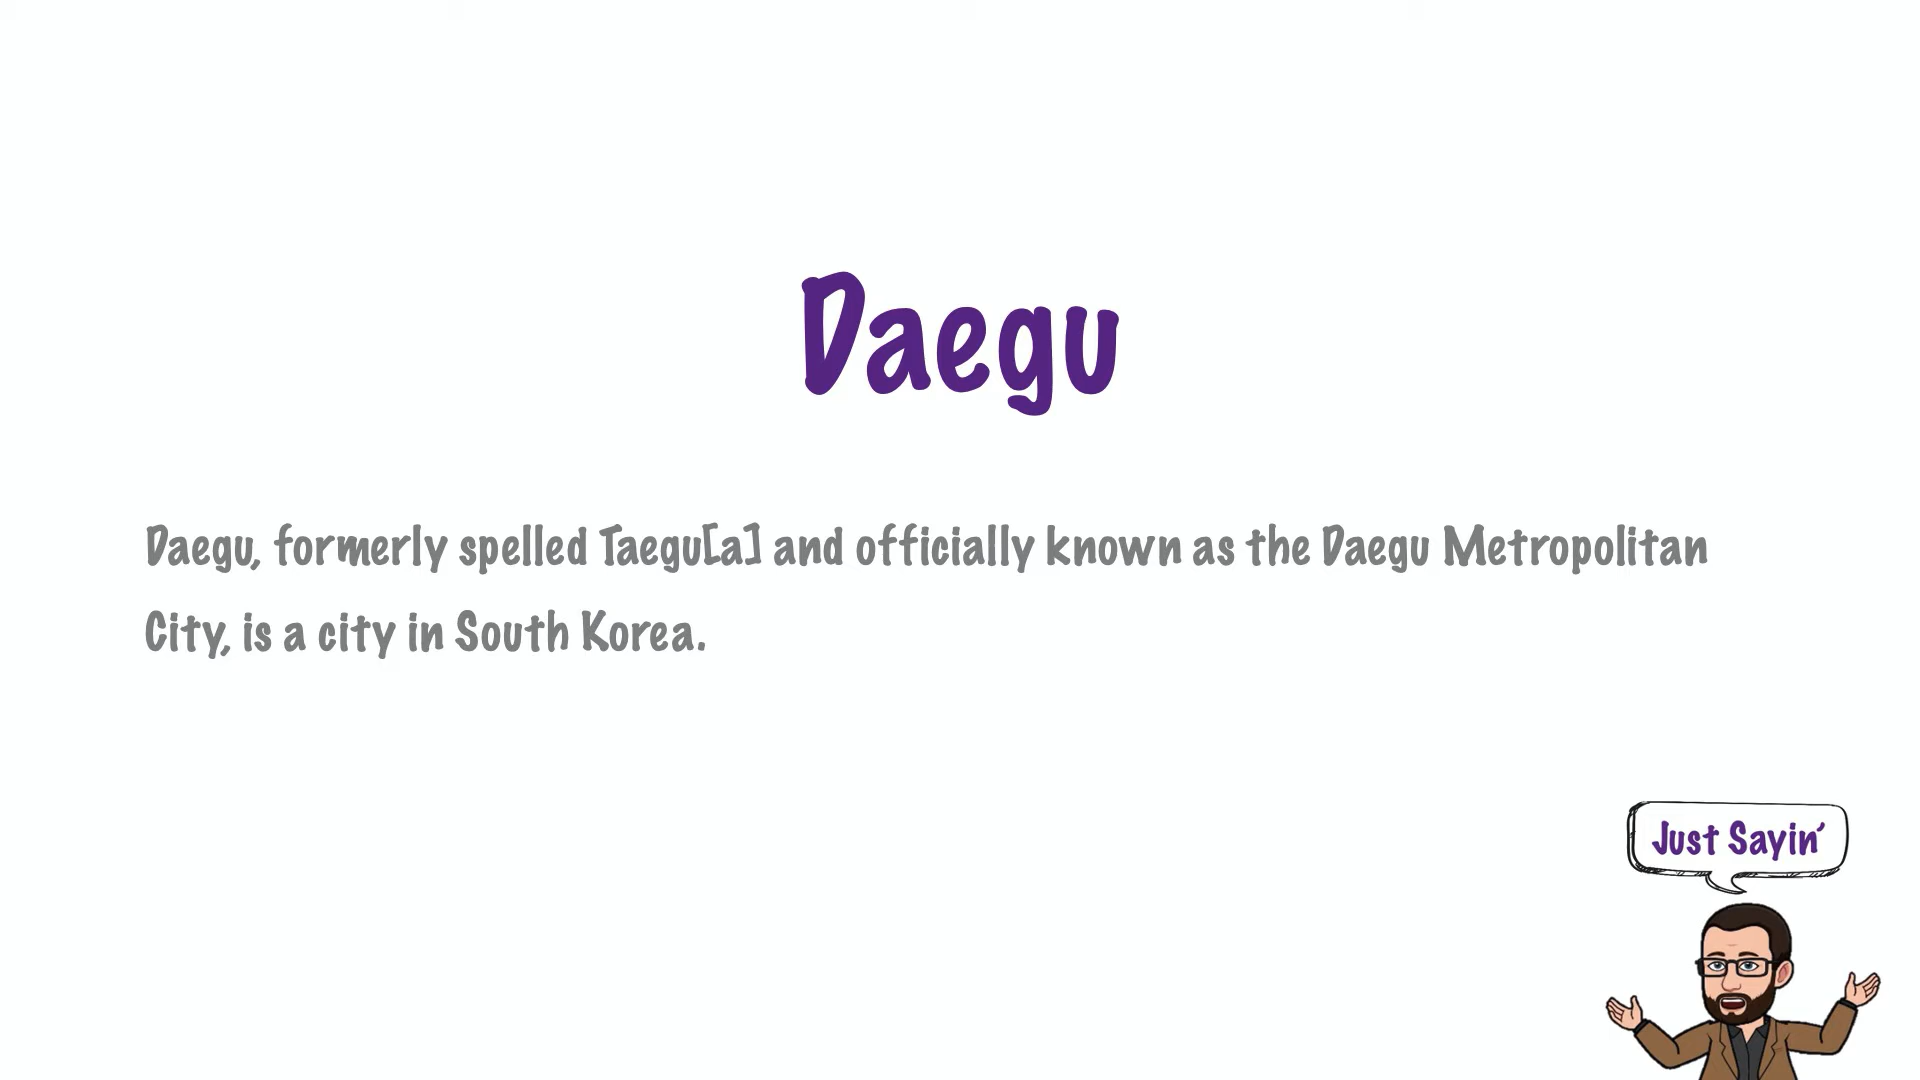 Daegu
Daegu, formerly spelled Taegu[a] and officially known as the Daegu Metropolitan
City, is a city in South Korea.
Just Sayin’